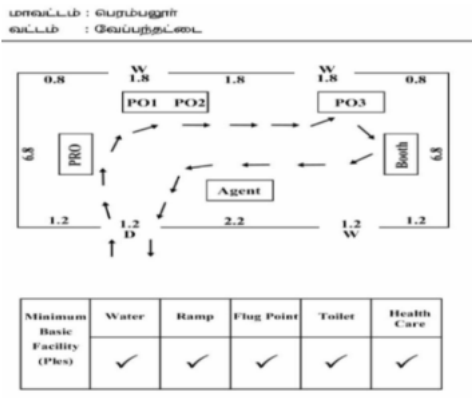 மாவட்டம் : பெரம்பலூர்
வட்டம் : வேப்பந்தட்டை
W W
0.8 1.8 1.8 1.8 0.8
PO1 PO2 PO3
6.8 PRO Booth 6.8
Agent
1.2 1.2 2.2 1.2 1.2
D W
Minimum Basic Facility (Ples) Water Ramp Flug Point Toilet Health Care
✓ ✓ ✓ ✓ ✓